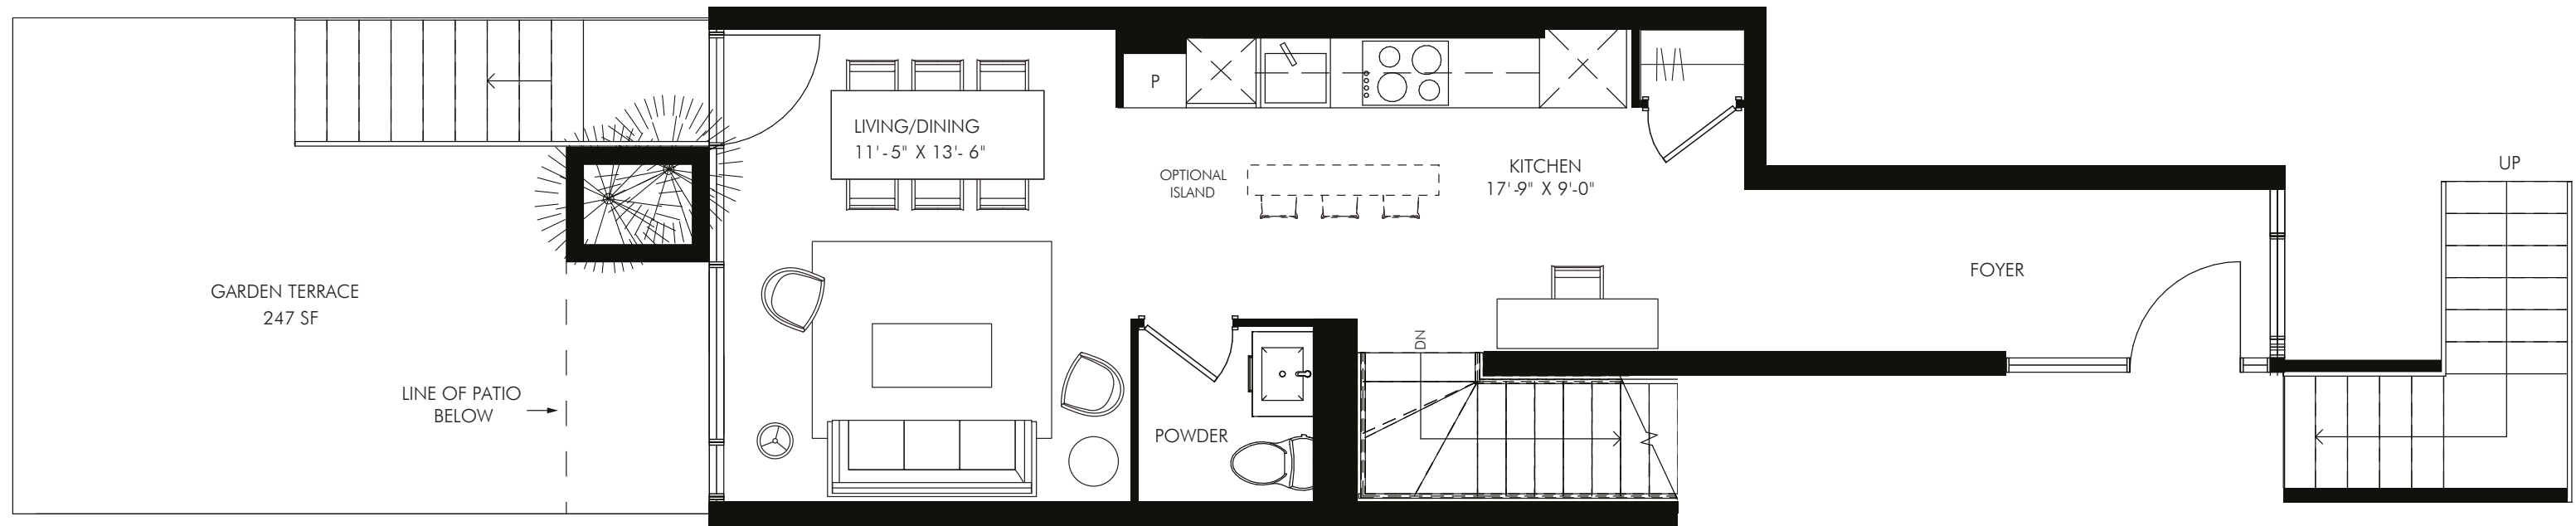 LIVING/DINING
11'-5" X 13'-6"
P
OPTIONAL
ISLAND
KITCHEN
17'-9" X 9'-0"
UP
FOYER
GARDEN TERRACE
247 SF
LINE OF PATIO
BELOW
POWDER
DN